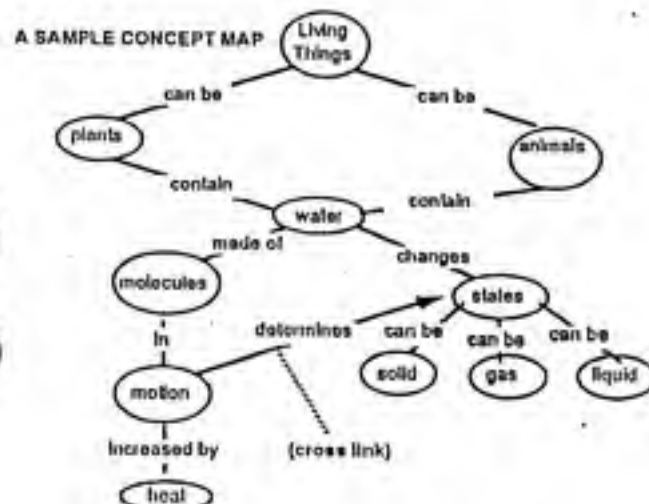 A SAMPLE CONCEPT MAP
Living
Things
can be
can be
plants
animals
contain
contain
water
made of
changes
molecules
states
in
determines
can be
can be
can be
solid
gas
liquid
motion
Increased by
(cross link)
heat